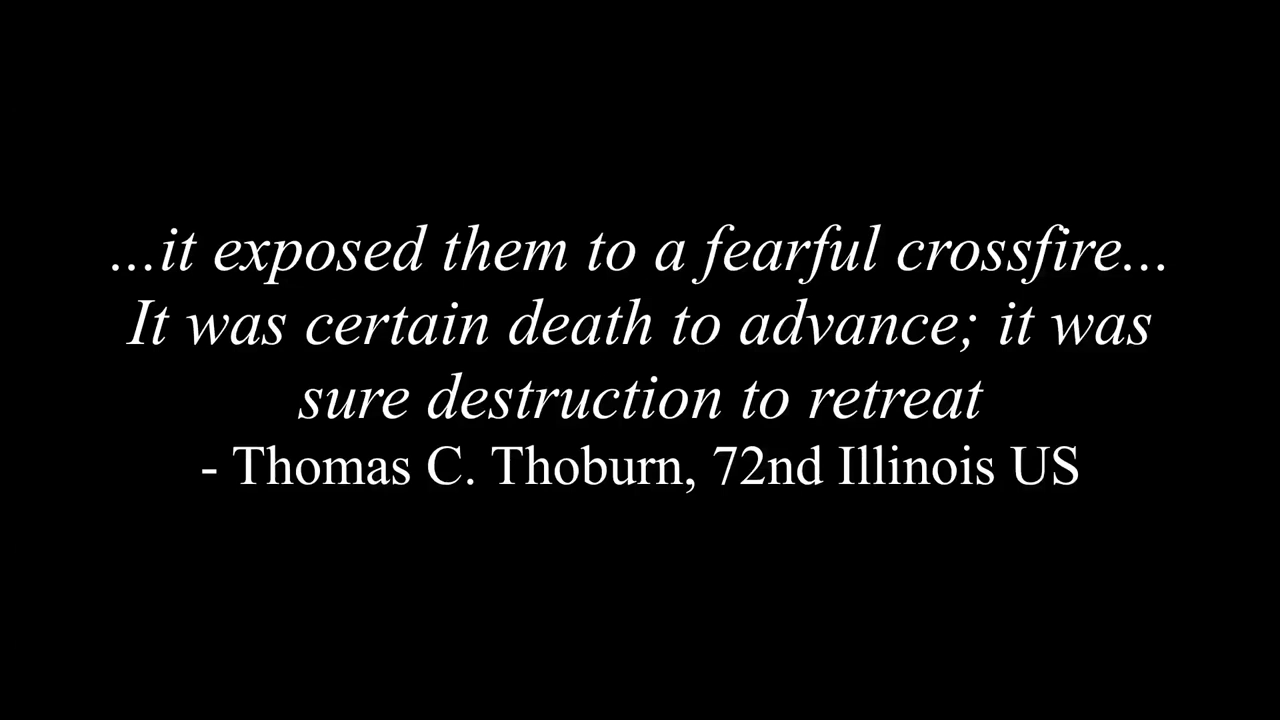 ...it exposed them to a fearful crossfire...
It was certain death to advance; it was
sure destruction to retreat
- Thomas C. Thoburn, 72nd Illinois US